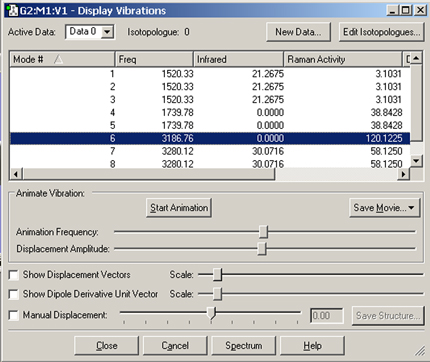 G2:M1:V1 - Display Vibrations
Active Data: Data 0 Isotopologue: 0 New Data... Edit Isotopologues...
Mode # Freq Infrared Raman Activity
1 1520.33 21.2675 3.1031
2 1520.33 21.2675 3.1031
3 1520.33 21.2675 3.1031
4 1739.78 0.0000 38.8428
5 1739.78 0.0000 38.8428
6 3186.76 0.0000 120.1225
7 3280.12 30.0716 58.1250
8 3280.12 30.0716 58.1250
Animate Vibration:
Start Animation Save Movie...
Animation Frequency:
Displacement Amplitude:
Show Displacement Vectors Scale:
Show Dipole Derivative Unit Vector Scale:
Manual Displacement: 0.00 Save Structure...
Close Cancel Spectrum Help